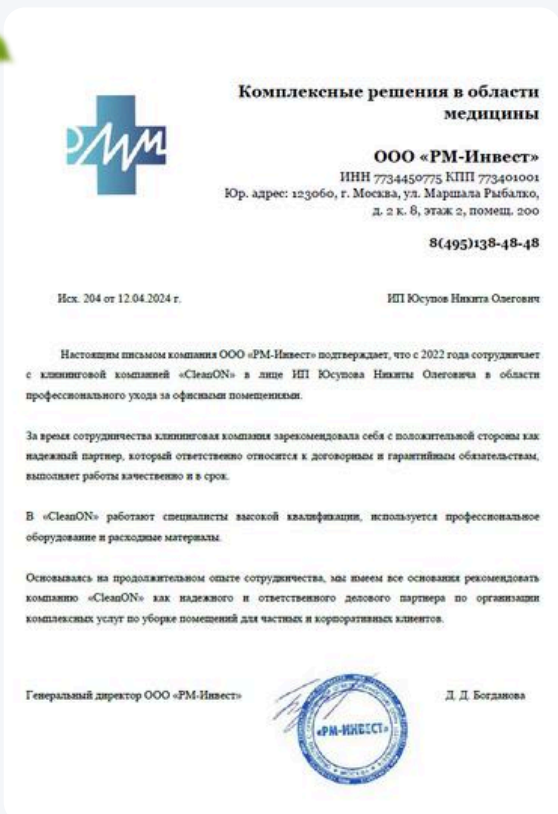 РММ
Комплексные решения в области
медицины
ООО «РМ-Инвест»
ИНН 7734450775 КПП 773401001
Юр. адрес: 123060, г. Москва, ул. Маршала Рыбалко,
д. 2 к. 8, этаж 2, помещ. 200
8(495)138-48-48
Исх. 204 от 12.04.2024 г.
ИП Юсупов Никита Олегович
Настоящим письмом компания ООО «РМ-Инвест» подтверждает, что с 2022 года сотрудничает
с клининговой компанией «CleanON» в лице ИП Юсупова Никиты Олеговича в области
профессионального ухода за офисными помещениями.
За время сотрудничества клининговая компания зарекомендовала себя с положительной стороны как
надежный партнер, который ответственно относится к договорным и гарантийным обязательствам,
выполняет работы качественно и в срок.
В «CleanON» работают специалисты высокой квалификации, используется профессиональное
оборудование и расходные материалы.
Основываясь на продолжительном опыте сотрудничества, мы имеем все основания рекомендовать
компанию «CleanON» как надежного и ответственного делового партнера по организации
комплексных услуг по уборке помещений для частных и корпоративных клиентов.
Генеральный директор ООО «РМ-Инвест»
«РМ-ИНВЕСТ»
МОСКВА
Д. Д. Богданова